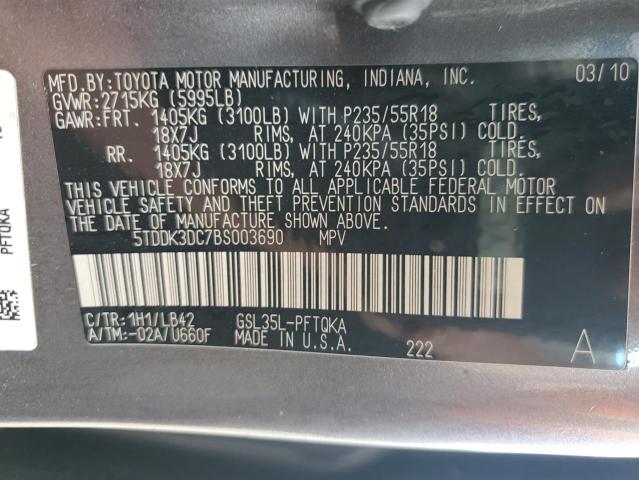 MFD.BY:TOYOTA MOTOR MANUFACTURING, INDIANA, INC. 03/10
GVWR:2715KG (5995LB)
GAWR:FRT. 1405KG (3100LB) WITH P235/55R18 TIRES,
18X7J RIMS, AT 240KPA (35PSI) COLD.
RR. 1405KG (3100LB) WITH P235/55R18 TIRES,
18X7J RIMS, AT 240KPA (35PSI) COLD.
THIS VEHICLE CONFORMS TO ALL APPLICABLE FEDERAL MOTOR
VEHICLE SAFETY AND THEFT PREVENTION STANDARDS IN EFFECT ON
THE DATE OF MANUFACTURE SHOWN ABOVE.
5TDDK3DC7BS003690 MPV
C/TR:1H1/LB42 GSL35L-PFTQKA
A/TM:-02A/U660F MADE IN U.S.A. 222 A
PFTQKA